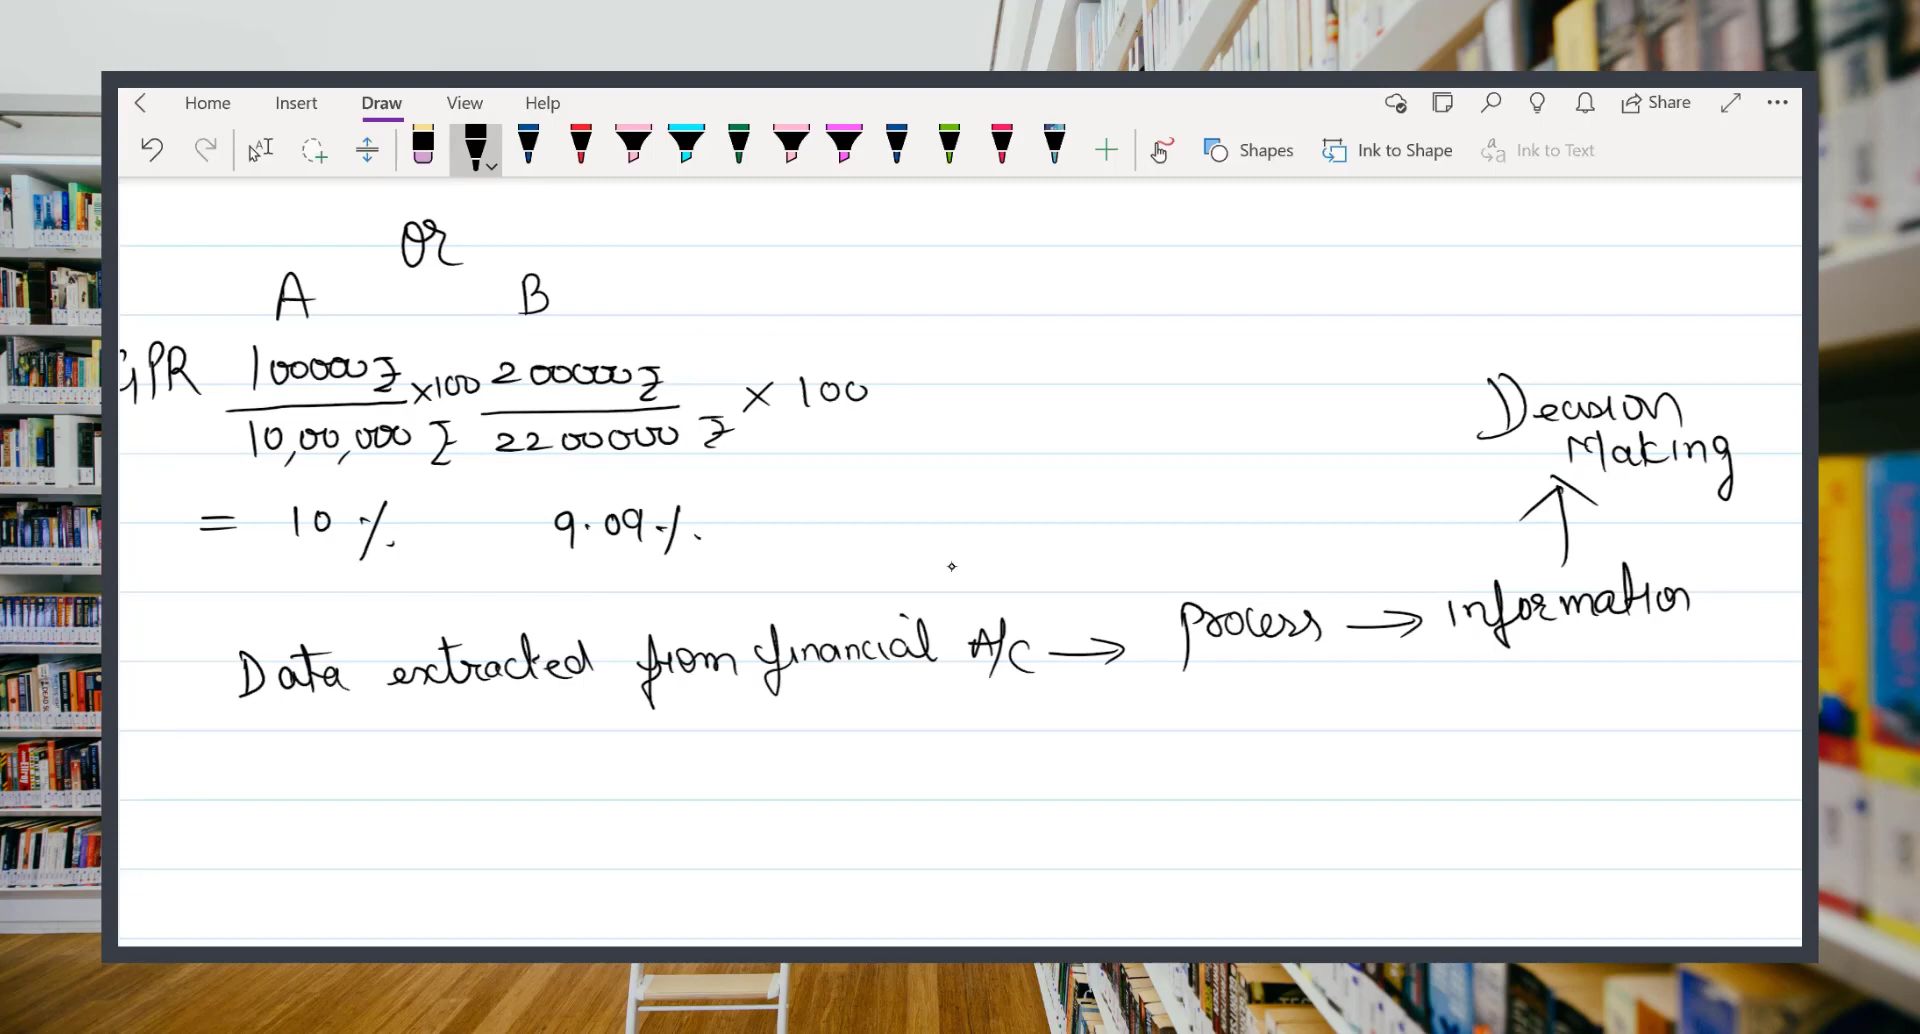 Home Insert Draw View Help Share
Shapes Ink to Shape Ink to Text
or
A B
GPR 100000 ₹ ×100 200000 ₹ × 100
10,00,000 ₹ 2200000 ₹
= 10 % 9.09 %.
Decision
Making
Data extracted from financial A/C → process → information